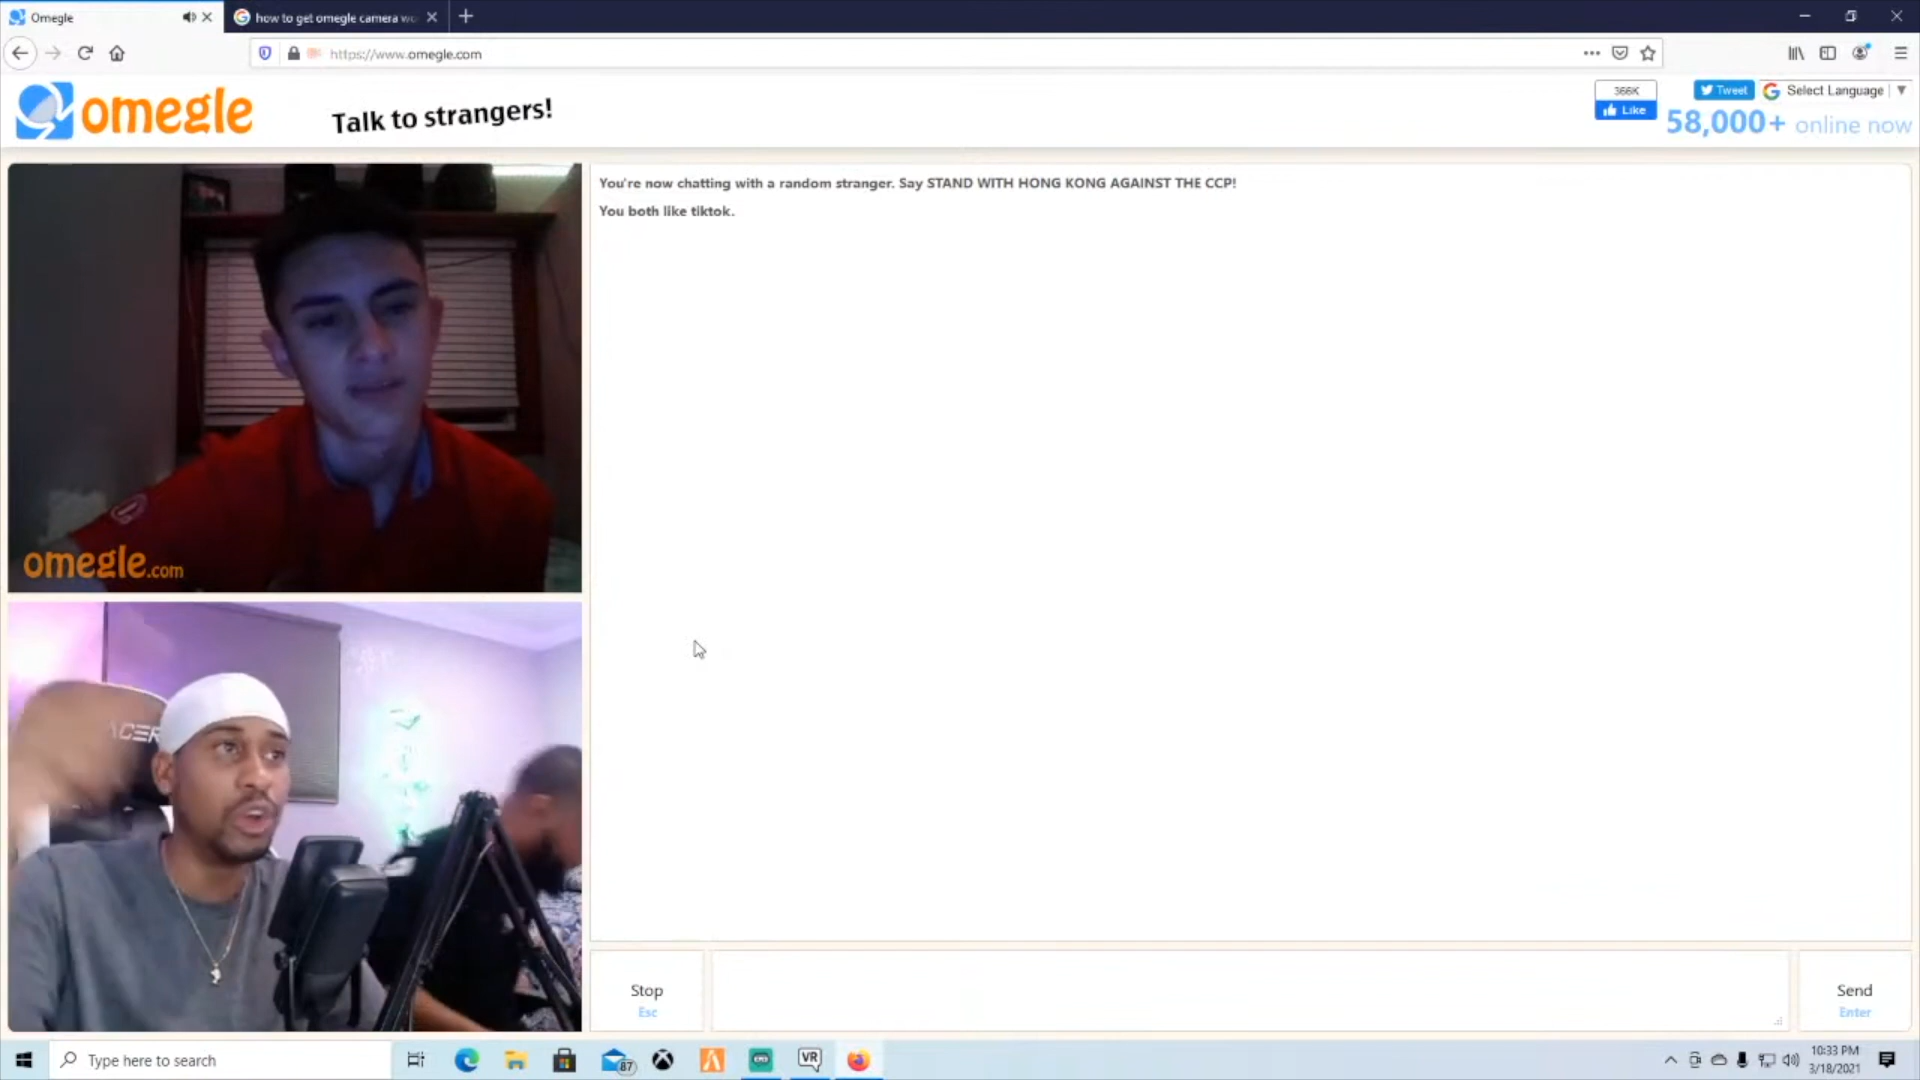 Omegle
how to get omegle camera wo
https://www.omegle.com
omegle
Talk to strangers!
366K
Like
Tweet
Select Language
58,000+ online now
You're now chatting with a random stranger. Say STAND WITH HONG KONG AGAINST THE CCP!
You both like tiktok.
omegle.com
ACER
Stop
Esc
Send
Enter
Type here to search
87
VR
10:33 PM
3/18/2021